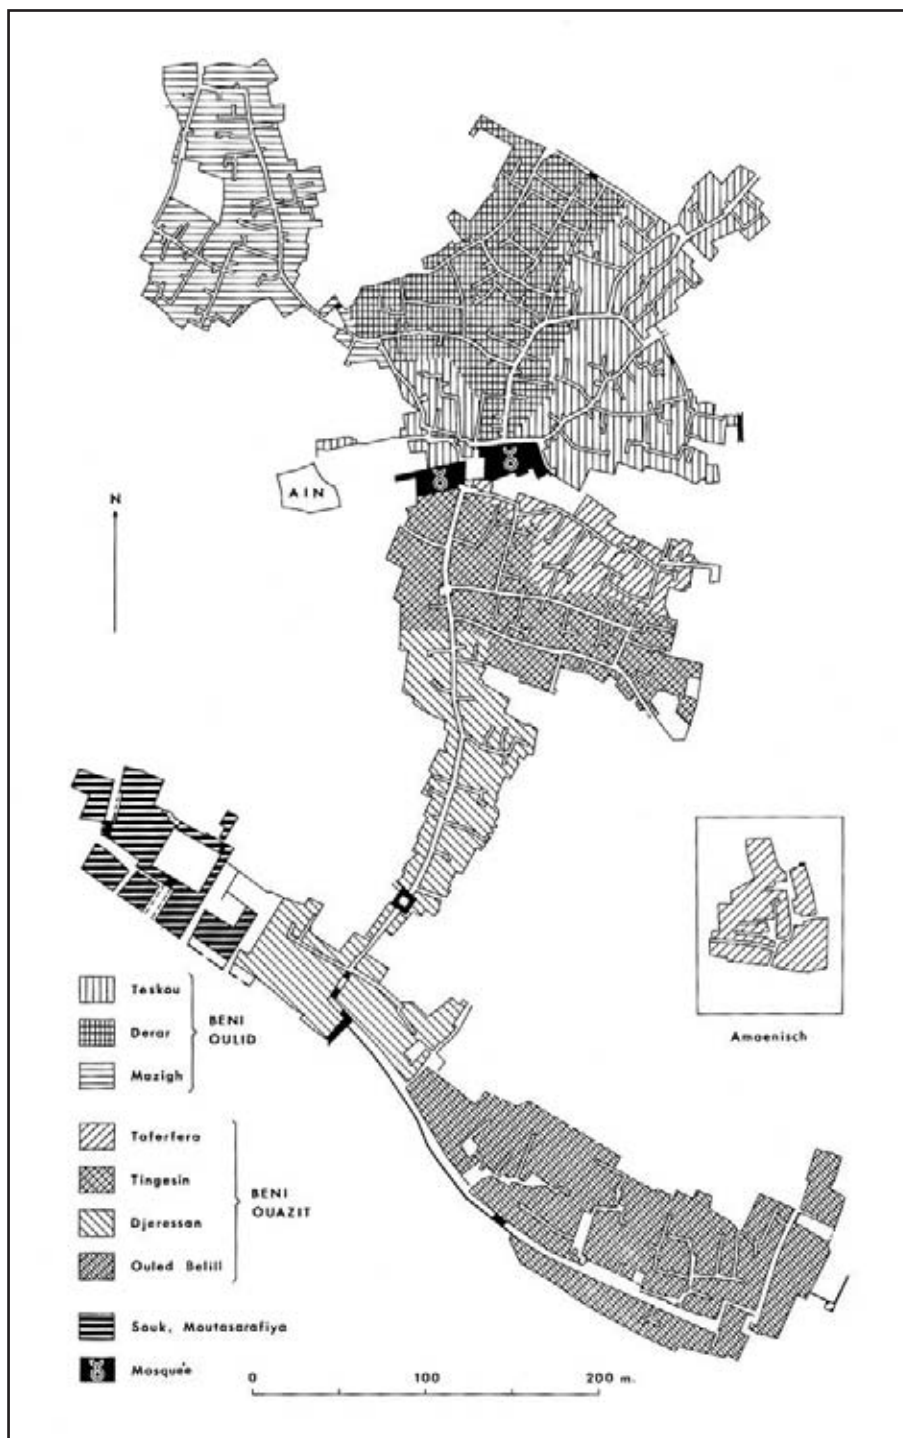 AIN
N
Amaenisch
Teskou
Derar
Mazigh
BENI
OULID
Taferfera
Tingesin
Djeressan
Ouled Belill
BENI
OUAZIT
Souk, Moutasarafiya
Mosquée
0 100 200 m.